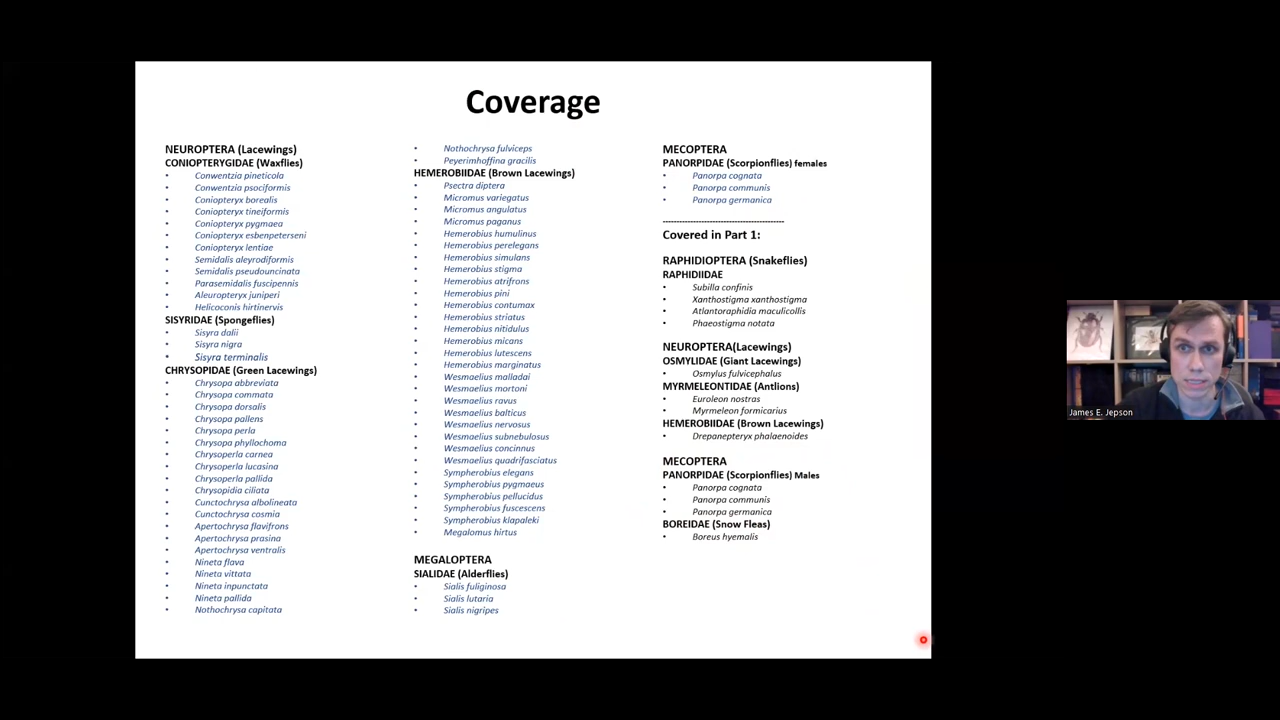 Coverage
NEUROPTERA (Lacewings)
CONIOPTERYGIDAE (Waxflies)
• Conwentzia pineticola
• Conwentzia psociformis
• Coniopteryx borealis
• Coniopteryx tineiformis
• Coniopteryx pygmaea
• Coniopteryx esbenpeterseni
• Coniopteryx lentiae
• Semidalis aleyrodiformis
• Semidalis pseudouncinata
• Parasemidalis fuscipennis
• Aleuropteryx juniperi
• Helicoconis hirtinervis
SISYRIDAE (Spongeflies)
• Sisyra dalii
• Sisyra nigra
• Sisyra terminalis
CHRYSOPIDAE (Green Lacewings)
• Chrysopa abbreviata
• Chrysopa commata
• Chrysopa dorsalis
• Chrysopa pallens
• Chrysopa perla
• Chrysopa phyllochoma
• Chrysoperla carnea
• Chrysoperla lucasina
• Chrysoperla pallida
• Chrysopidia ciliata
• Cunctochrysa albolineata
• Cunctochrysa cosmia
• Apertochrysa flavifrons
• Apertochrysa prasina
• Apertochrysa ventralis
• Nineta flava
• Nineta vittata
• Nineta inpunctata
• Nineta pallida
• Nothochrysa capitata
• Nothochrysa fulviceps
• Peyerimhoffina gracilis
HEMEROBIIDAE (Brown Lacewings)
• Psectra diptera
• Micromus variegatus
• Micromus angulatus
• Micromus paganus
• Hemerobius humulinus
• Hemerobius perelegans
• Hemerobius simulans
• Hemerobius stigma
• Hemerobius atrifrons
• Hemerobius pini
• Hemerobius contumax
• Hemerobius striatus
• Hemerobius nitidulus
• Hemerobius micans
• Hemerobius lutescens
• Hemerobius marginatus
• Wesmaelius malladai
• Wesmaelius mortoni
• Wesmaelius ravus
• Wesmaelius balticus
• Wesmaelius nervosus
• Wesmaelius subnebulosus
• Wesmaelius concinnus
• Wesmaelius quadrifasciatus
• Sympherobius elegans
• Sympherobius pygmaeus
• Sympherobius pellucidus
• Sympherobius fuscescens
• Sympherobius klapaleki
• Megalomus hirtus
MEGALOPTERA
SIALIDAE (Alderflies)
• Sialis fuliginosa
• Sialis lutaria
• Sialis nigripes
MECOPTERA
PANORPIDAE (Scorpionflies) females
• Panorpa cognata
• Panorpa communis
• Panorpa germanica
--------------------------------------------
Covered in Part 1:
RAPHIDIOPTERA (Snakeflies)
RAPHIDIIDAE
• Subilla confinis
• Xanthostigma xanthostigma
• Atlantoraphidia maculicollis
• Phaeostigma notata
NEUROPTERA(Lacewings)
OSMYLIDAE (Giant Lacewings)
• Osmylus fulvicephalus
MYRMELEONTIDAE (Antlions)
• Euroleon nostras
• Myrmeleon formicarius
HEMEROBIIDAE (Brown Lacewings)
• Drepanepteryx phalaenoides
MECOPTERA
PANORPIDAE (Scorpionflies) Males
• Panorpa cognata
• Panorpa communis
• Panorpa germanica
BOREIDAE (Snow Fleas)
• Boreus hyemalis
James E. Jepson